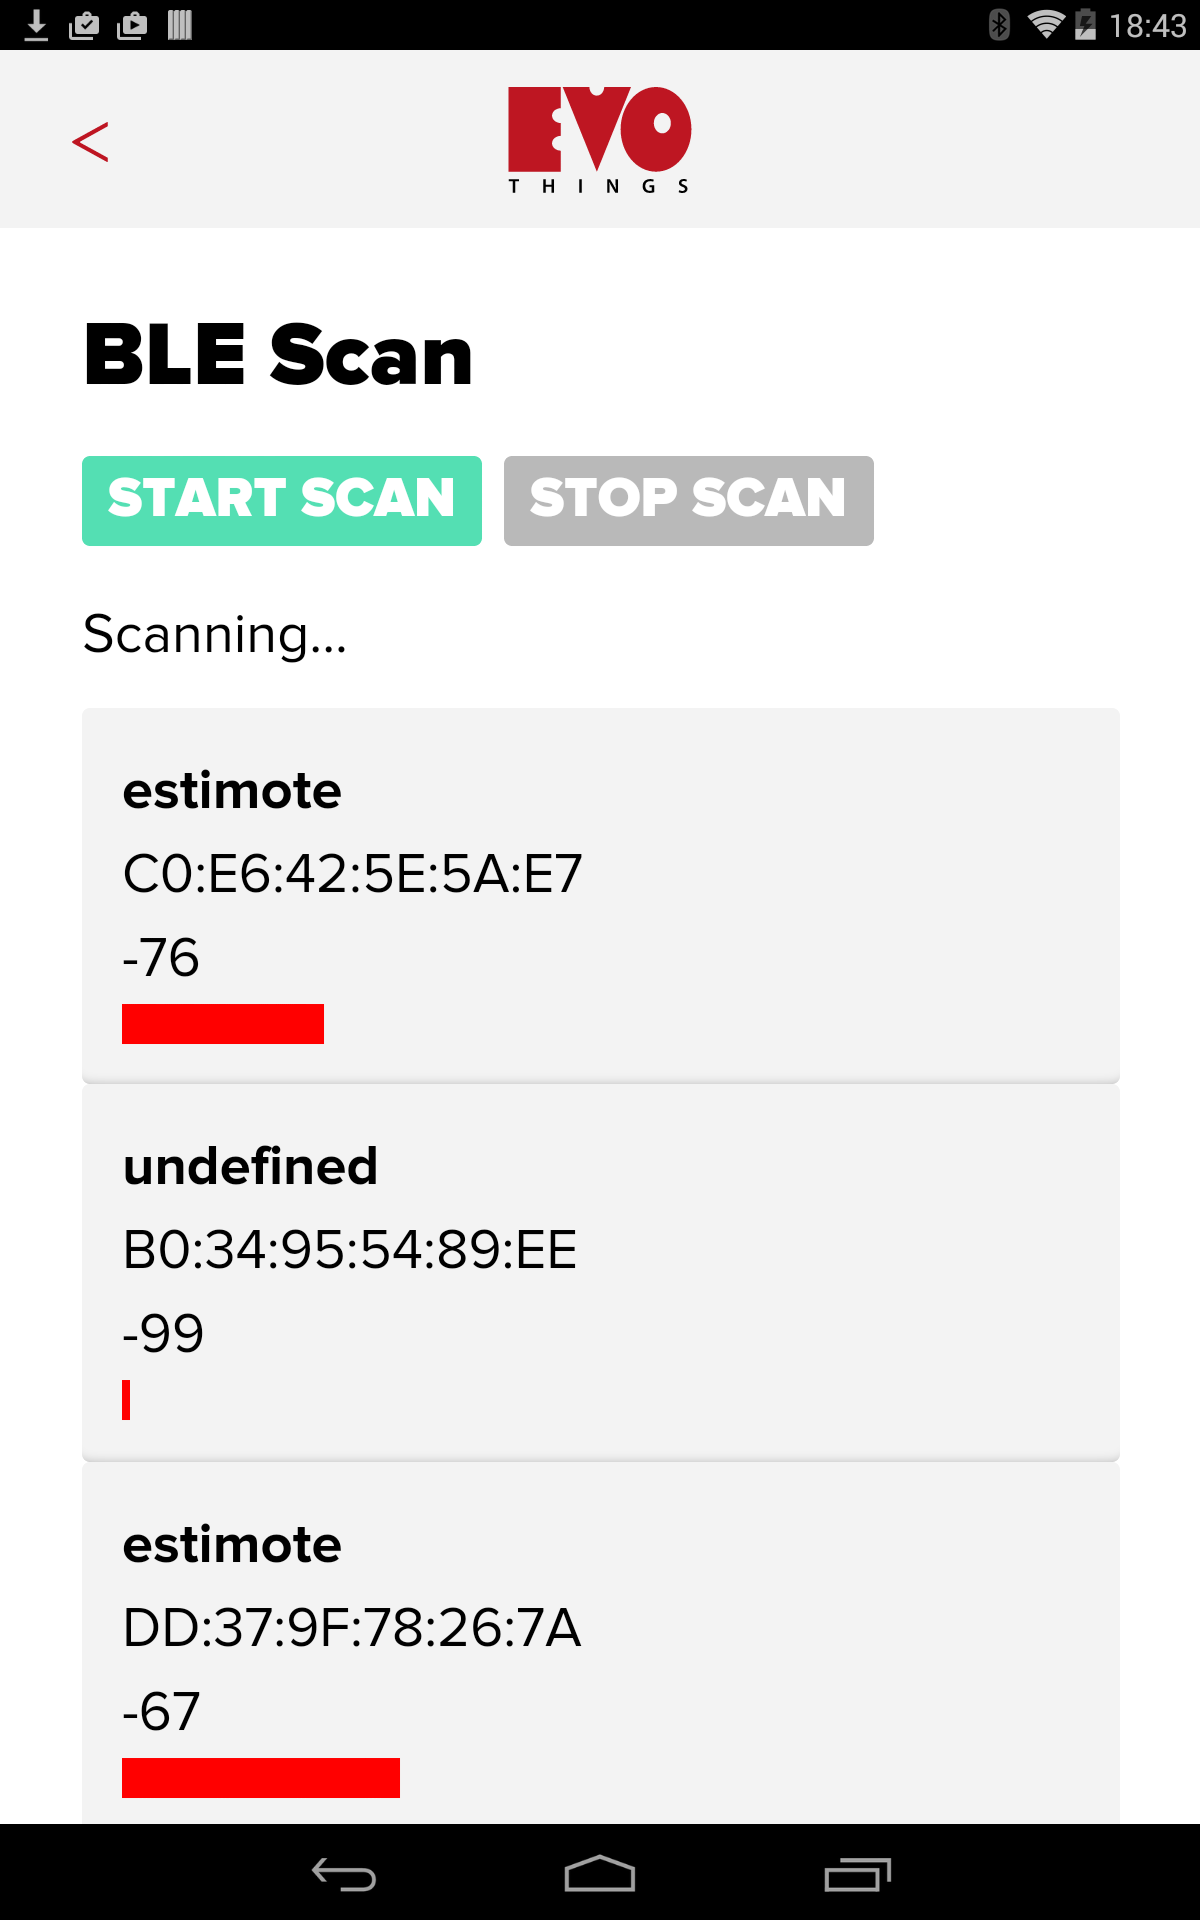 18:43
<
EVO
THINGS
BLE Scan
START SCAN STOP SCAN
Scanning...
estimote
C0:E6:42:5E:5A:E7
-76
undefined
B0:34:95:54:89:EE
-99
estimote
DD:37:9F:78:26:7A
-67